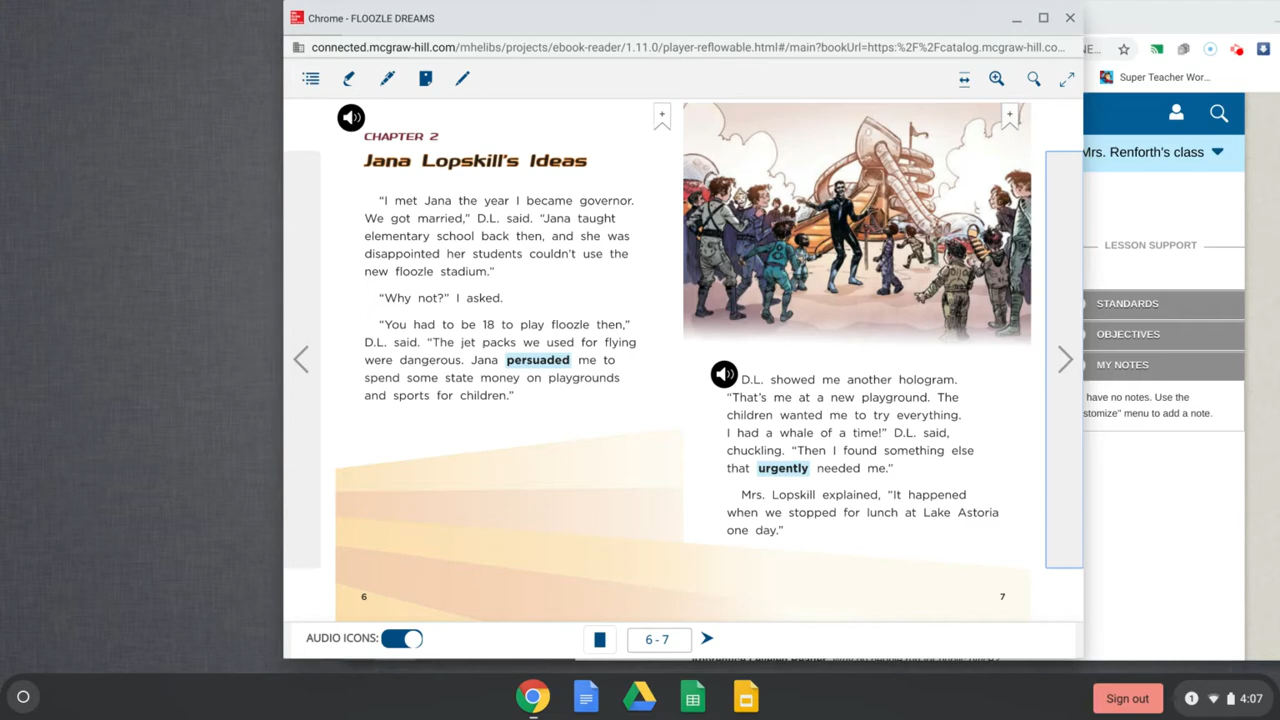 Chrome - FLOOZLE DREAMS
connected.mcgraw-hill.com/mhelibs/projects/ebook-reader/1.11.0/player-reflowable.html#/main?bookUrl=https:%2F%2Fcatalog.mcgraw-hill.co...
NE...
Super Teacher Wor...
Mrs. Renforth's class
CHAPTER 2
Jana Lopskill's Ideas
"I met Jana the year I became governor.
We got married," D.L. said. "Jana taught
elementary school back then, and she was
disappointed her students couldn't use the
new floozle stadium."
"Why not?" I asked.
"You had to be 18 to play floozle then,"
D.L. said. "The jet packs we used for flying
were dangerous. Jana persuaded me to
spend some state money on playgrounds
and sports for children."
6
D.L. showed me another hologram.
"That's me at a new playground. The
children wanted me to try everything.
I had a whale of a time!" D.L. said,
chuckling. "Then I found something else
that urgently needed me."
Mrs. Lopskill explained, "It happened
when we stopped for lunch at Lake Astoria
one day."
7
LESSON SUPPORT
STANDARDS
OBJECTIVES
MY NOTES
have no notes. Use the
stomize" menu to add a note.
AUDIO ICONS:
6 - 7
Sign out
1
4:07